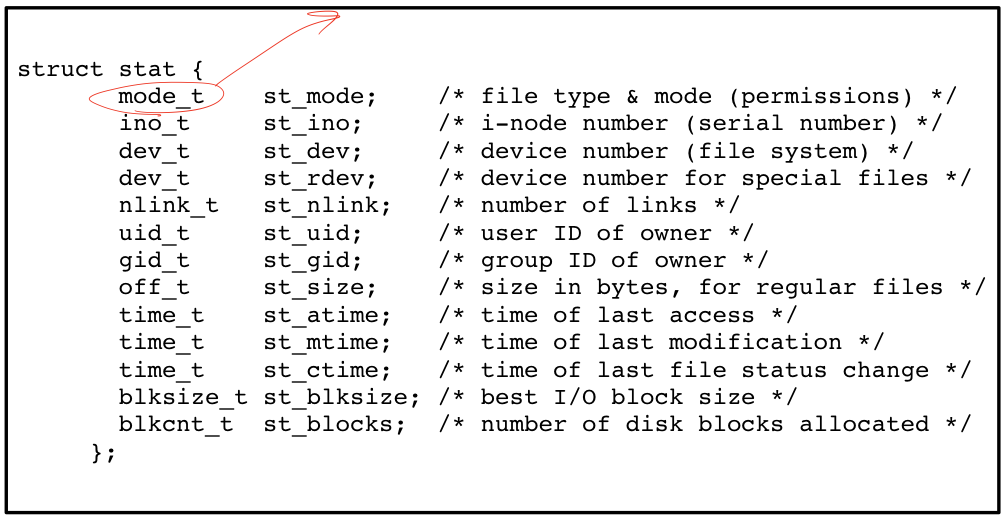 struct stat {
mode_t st_mode; /* file type & mode (permissions) */
ino_t st_ino; /* i-node number (serial number) */
dev_t st_dev; /* device number (file system) */
dev_t st_rdev; /* device number for special files */
nlink_t st_nlink; /* number of links */
uid_t st_uid; /* user ID of owner */
gid_t st_gid; /* group ID of owner */
off_t st_size; /* size in bytes, for regular files */
time_t st_atime; /* time of last access */
time_t st_mtime; /* time of last modification */
time_t st_ctime; /* time of last file status change */
blksize_t st_blksize; /* best I/O block size */
blkcnt_t st_blocks; /* number of disk blocks allocated */
};